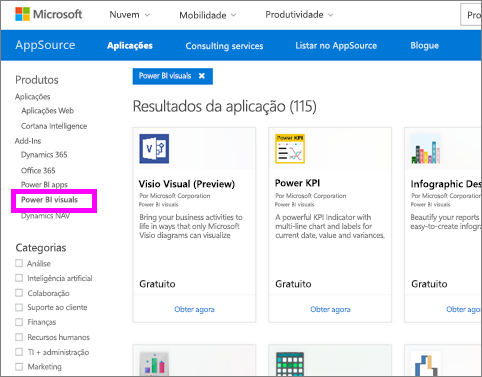 Microsoft
Nuvem
Mobilidade
Produtividade
Pro
AppSource
Aplicações
Consulting services
Listar no AppSource
Blogue
Produtos
Aplicações
Aplicações Web
Cortana Intelligence
Add-Ins
Dynamics 365
Office 365
Power BI apps
Power BI visuals
Dynamics NAV
Categorias
Análise
Inteligência artificial
Colaboração
Suporte ao cliente
Finanças
Recursos humanos
TI + administração
Marketing
Power BI visuals ×
Resultados da aplicação (115)
Visio Visual (Preview)
Por Microsoft Corporation
Power BI visuals
Bring your business activities to
life in ways that only Microsoft
Visio diagrams can visualize
Gratuito
Obter agora
Power KPI
Power KPI
Por Microsoft Corporation
Power BI visuals
A powerful KPI Indicator with
multi-line chart and labels for
current date, value and variances.
Gratuito
Obter agora
Infographic Des
Por Microsoft Corpora
Power BI visuals
Beautify your reports
easy-to-create infogra
Gratuito
Obter